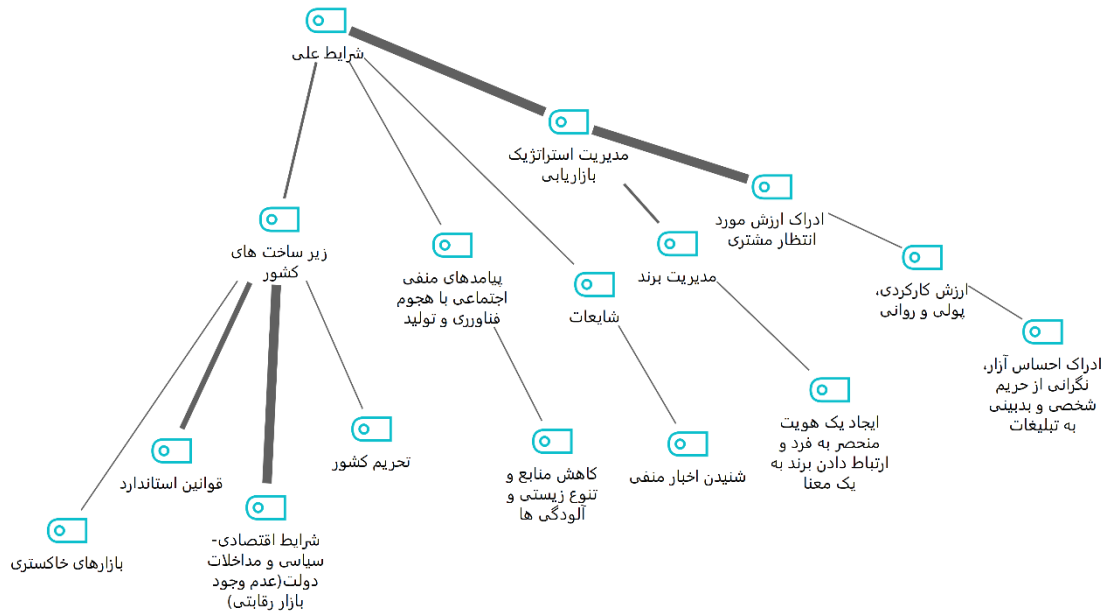 شرایط علی
مدیریت استراتژیک
بازاریابی
ادراک ارزش مورد
انتظار مشتری
زیر ساخت های
کشور
پیامدهای منفی
اجتماعی با هجوم
فناورری و تولید
شایعات
مدیریت برند
ارزش کارکردی،
پولی و روانی
ادراک احساس آزار،
نگرانی از حریم
شخصی و بدبینی
به تبلیغات
بازارهای خاکستری
قوانین استاندارد
شرایط اقتصادی-
سیاسی و مداخلات
دولت(عدم وجود
بازار رقابتی)
تحریم کشور
کاهش منابع و
تنوع زیستی و
آلودگی ها
شنیدن اخبار منفی
ایجاد یک هویت
منحصر به فرد و
ارتباط دادن برند به
یک معنا